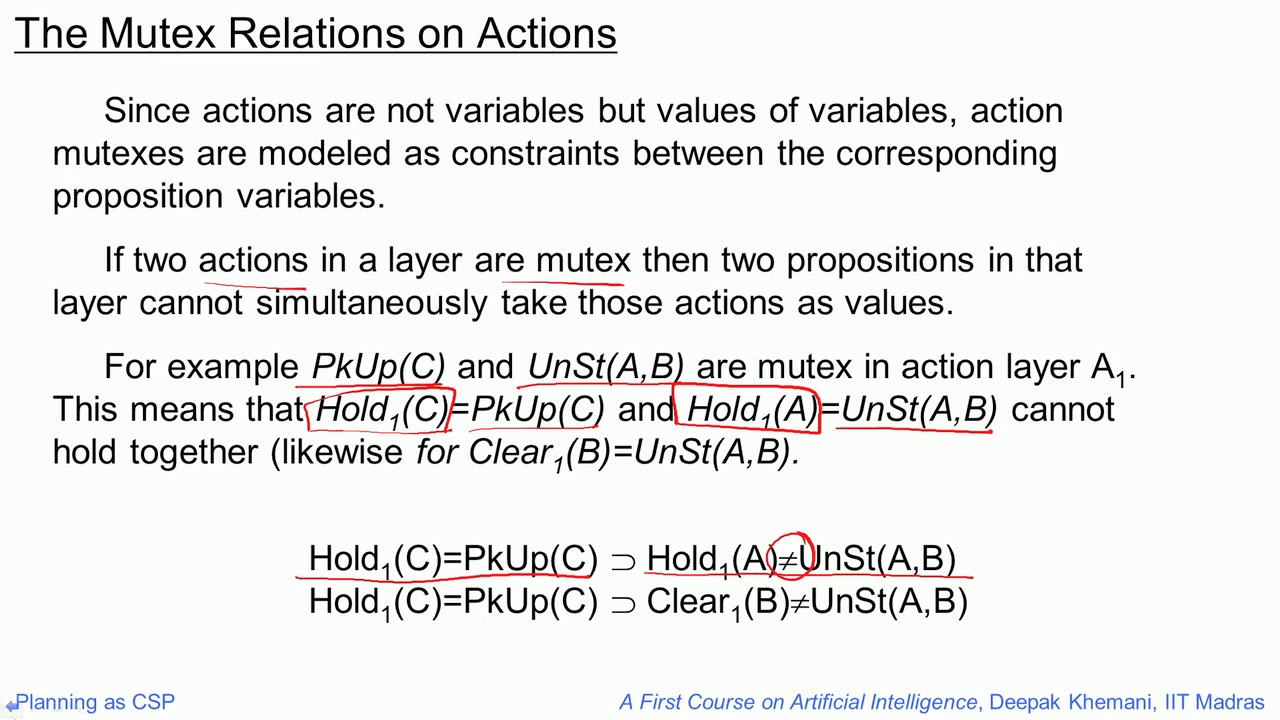 The Mutex Relations on Actions
Since actions are not variables but values of variables, action
mutexes are modeled as constraints between the corresponding
proposition variables.
If two actions in a layer are mutex then two propositions in that
layer cannot simultaneously take those actions as values.
For example PkUp(C) and UnSt(A,B) are mutex in action layer A₁.
This means that Hold₁(C)=PkUp(C) and Hold₁(A)=UnSt(A,B) cannot
hold together (likewise for Clear₁(B)=UnSt(A,B).
Hold₁(C)=PkUp(C) ⊃ Hold₁(A)≠UnSt(A,B)
Hold₁(C)=PkUp(C) ⊃ Clear₁(B)≠UnSt(A,B)
Planning as CSP
A First Course on Artificial Intelligence, Deepak Khemani, IIT Madras